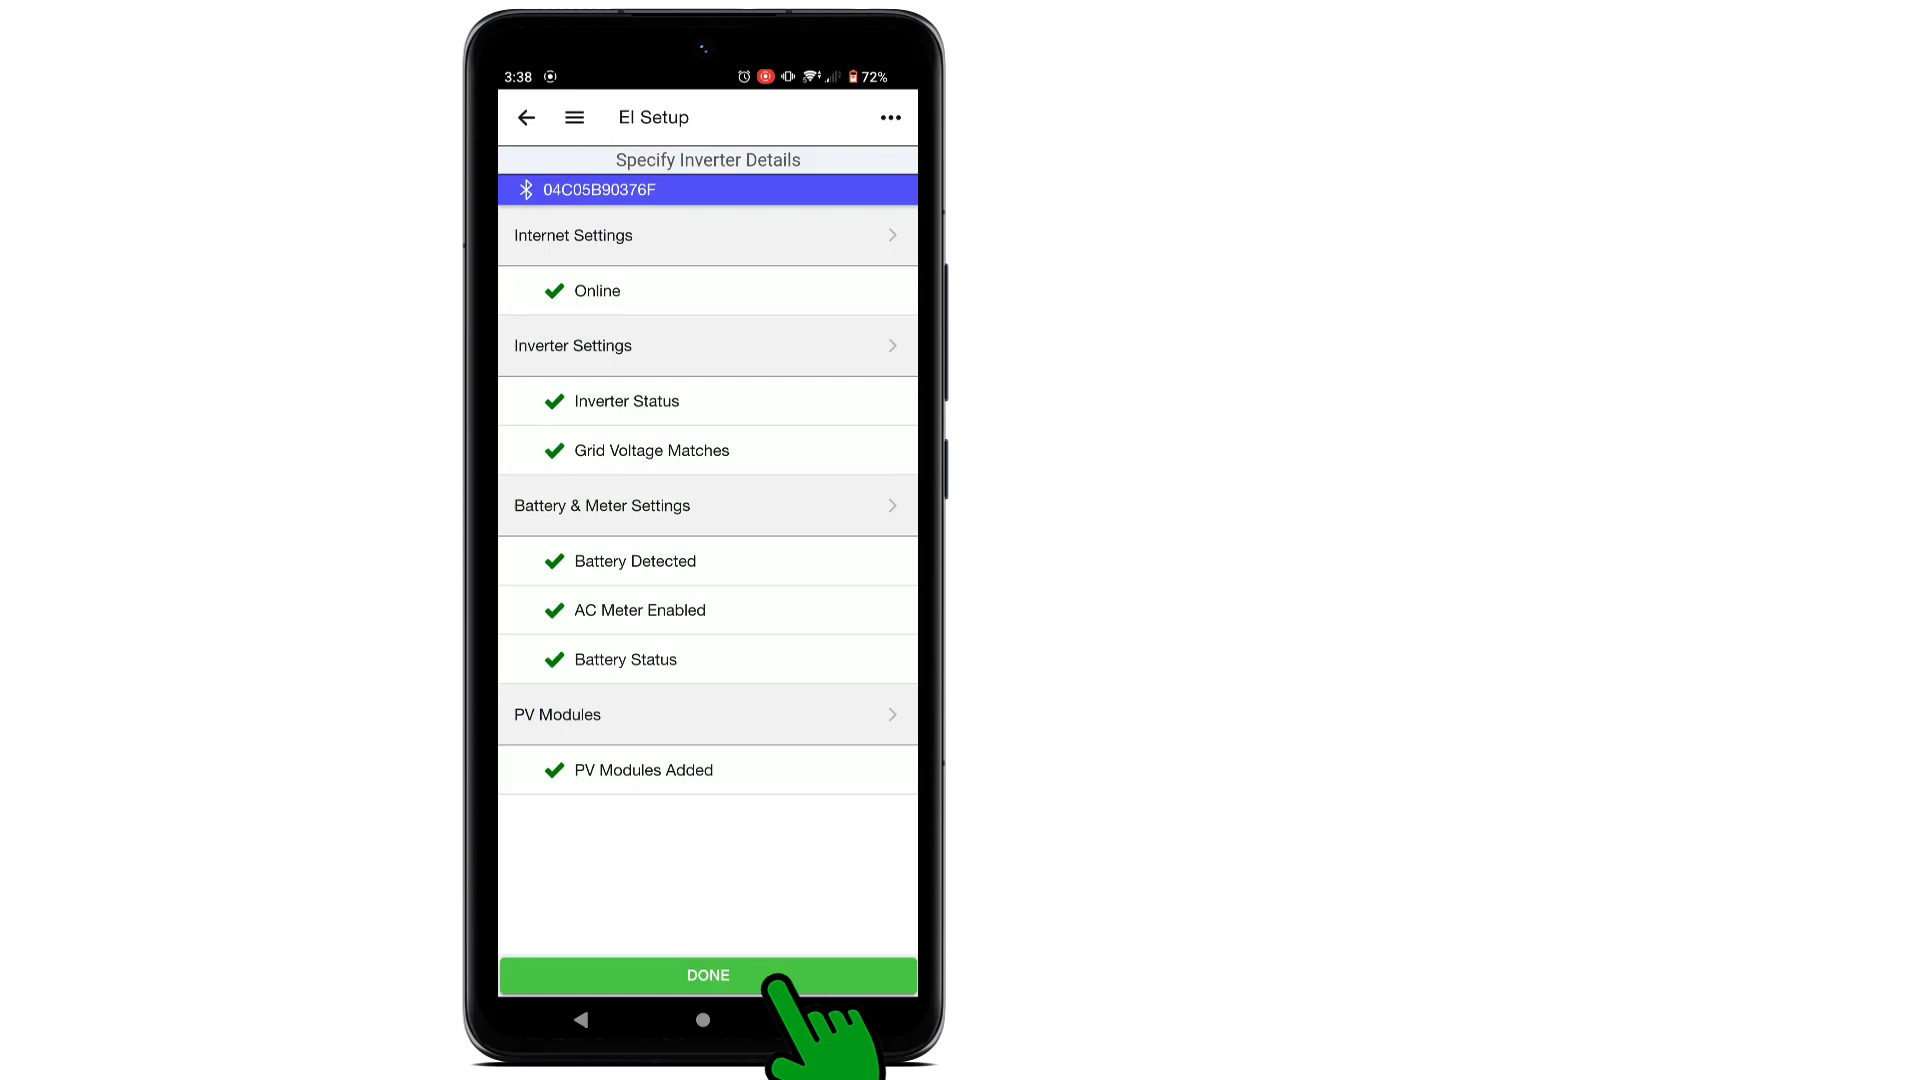 3:38
72%
EI Setup
Specify Inverter Details
04C05B90376F
Internet Settings
Online
Inverter Settings
Inverter Status
Grid Voltage Matches
Battery & Meter Settings
Battery Detected
AC Meter Enabled
Battery Status
PV Modules
PV Modules Added
DONE